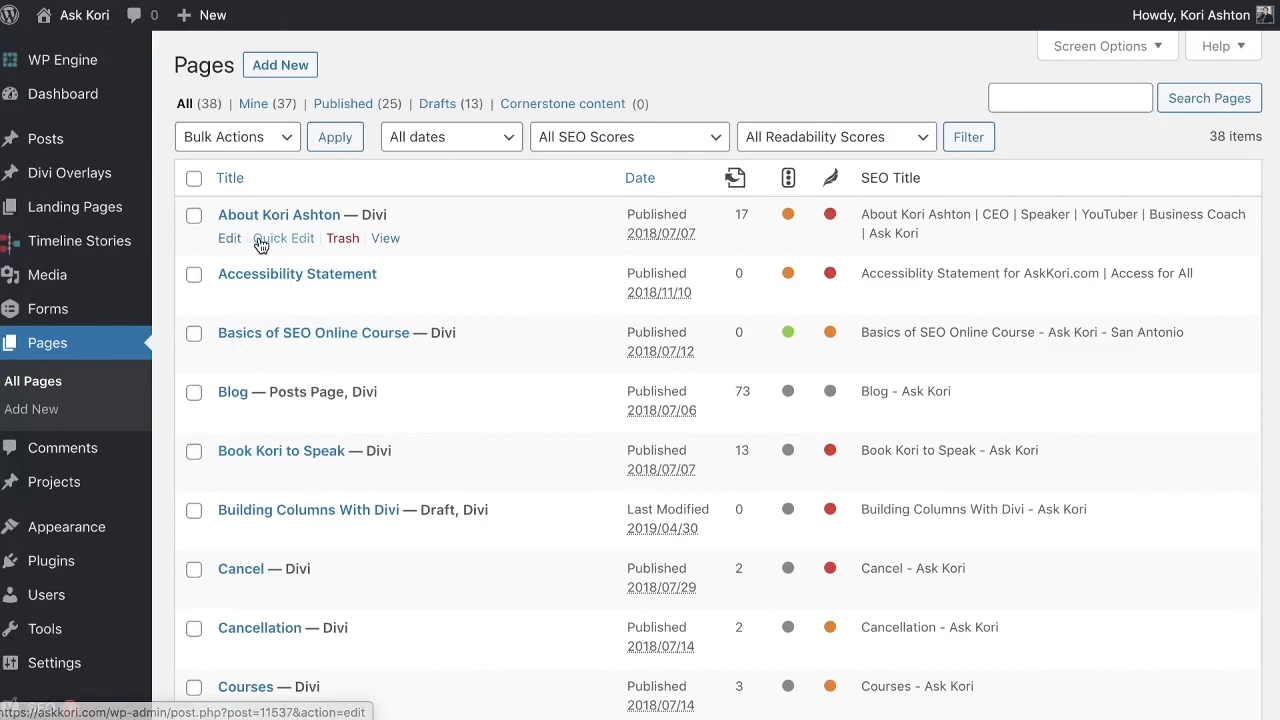 Ask Kori 0 New Howdy, Kori Ashton
WP Engine
Dashboard
Posts
Divi Overlays
Landing Pages
Timeline Stories
Media
Forms
Pages
All Pages
Add New
Comments
Projects
Appearance
Plugins
Users
Tools
Settings
Screen Options Help
Pages Add New
All (38) | Mine (37) | Published (25) | Drafts (13) | Cornerstone content (0)
Search Pages
Bulk Actions Apply All dates All SEO Scores All Readability Scores Filter 38 items
Title Date SEO Title
About Kori Ashton — Divi Published 17 About Kori Ashton | CEO | Speaker | YouTuber | Business Coach
2018/07/07 | Ask Kori
Edit | Quick Edit | Trash | View
Accessibility Statement Published 0 Accessiblity Statement for AskKori.com | Access for All
2018/11/10
Basics of SEO Online Course — Divi Published 0 Basics of SEO Online Course - Ask Kori - San Antonio
2018/07/12
Blog — Posts Page, Divi Published 73 Blog - Ask Kori
2018/07/06
Book Kori to Speak — Divi Published 13 Book Kori to Speak - Ask Kori
2018/07/07
Building Columns With Divi — Draft, Divi Last Modified 0 Building Columns With Divi - Ask Kori
2019/04/30
Cancel — Divi Published 2 Cancel - Ask Kori
2018/07/29
Cancellation — Divi Published 2 Cancellation - Ask Kori
2018/07/14
Courses — Divi Published 3 Courses - Ask Kori
2018/07/14
https://askkori.com/wp-admin/post.php?post=11537&action=edit